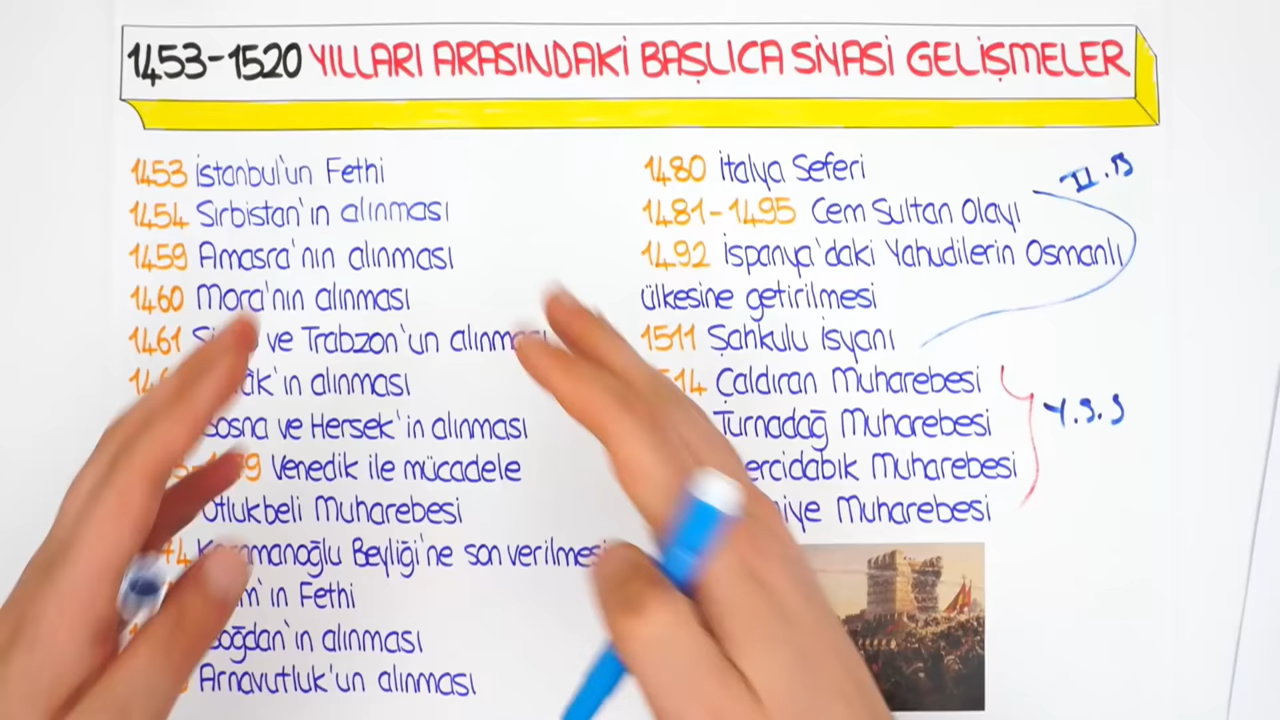 1453-1520 YILLARI ARASINDAKİ BAŞLICA SİYASİ GELİŞMELER
1453 İstanbul'un Fethi
1454 Sırbistan'ın alınması
1459 Amasra'nın alınması
1460 Mora'nın alınması
1461 ve Trabzon'un alınması
alınması
Bosna ve Hersek'in alınması
Venedik ile mücadele
Otlukbeli Muharebesi
Karamanoğlu Beyliği'ne son verilmesi
Fethi
Boğdan'ın alınması
Arnavutluk'un alınması
1480 İtalya Seferi
1481-1495 Cem Sultan Olayı
1492 İspanya'daki Yahudilerin Osmanlı
ülkesine getirilmesi
1511 Şahkulu İsyanı
II.B
Çaldıran Muharebesi
Turnadağ Muharebesi
Muharebesi
Muharebesi
Y.S.S